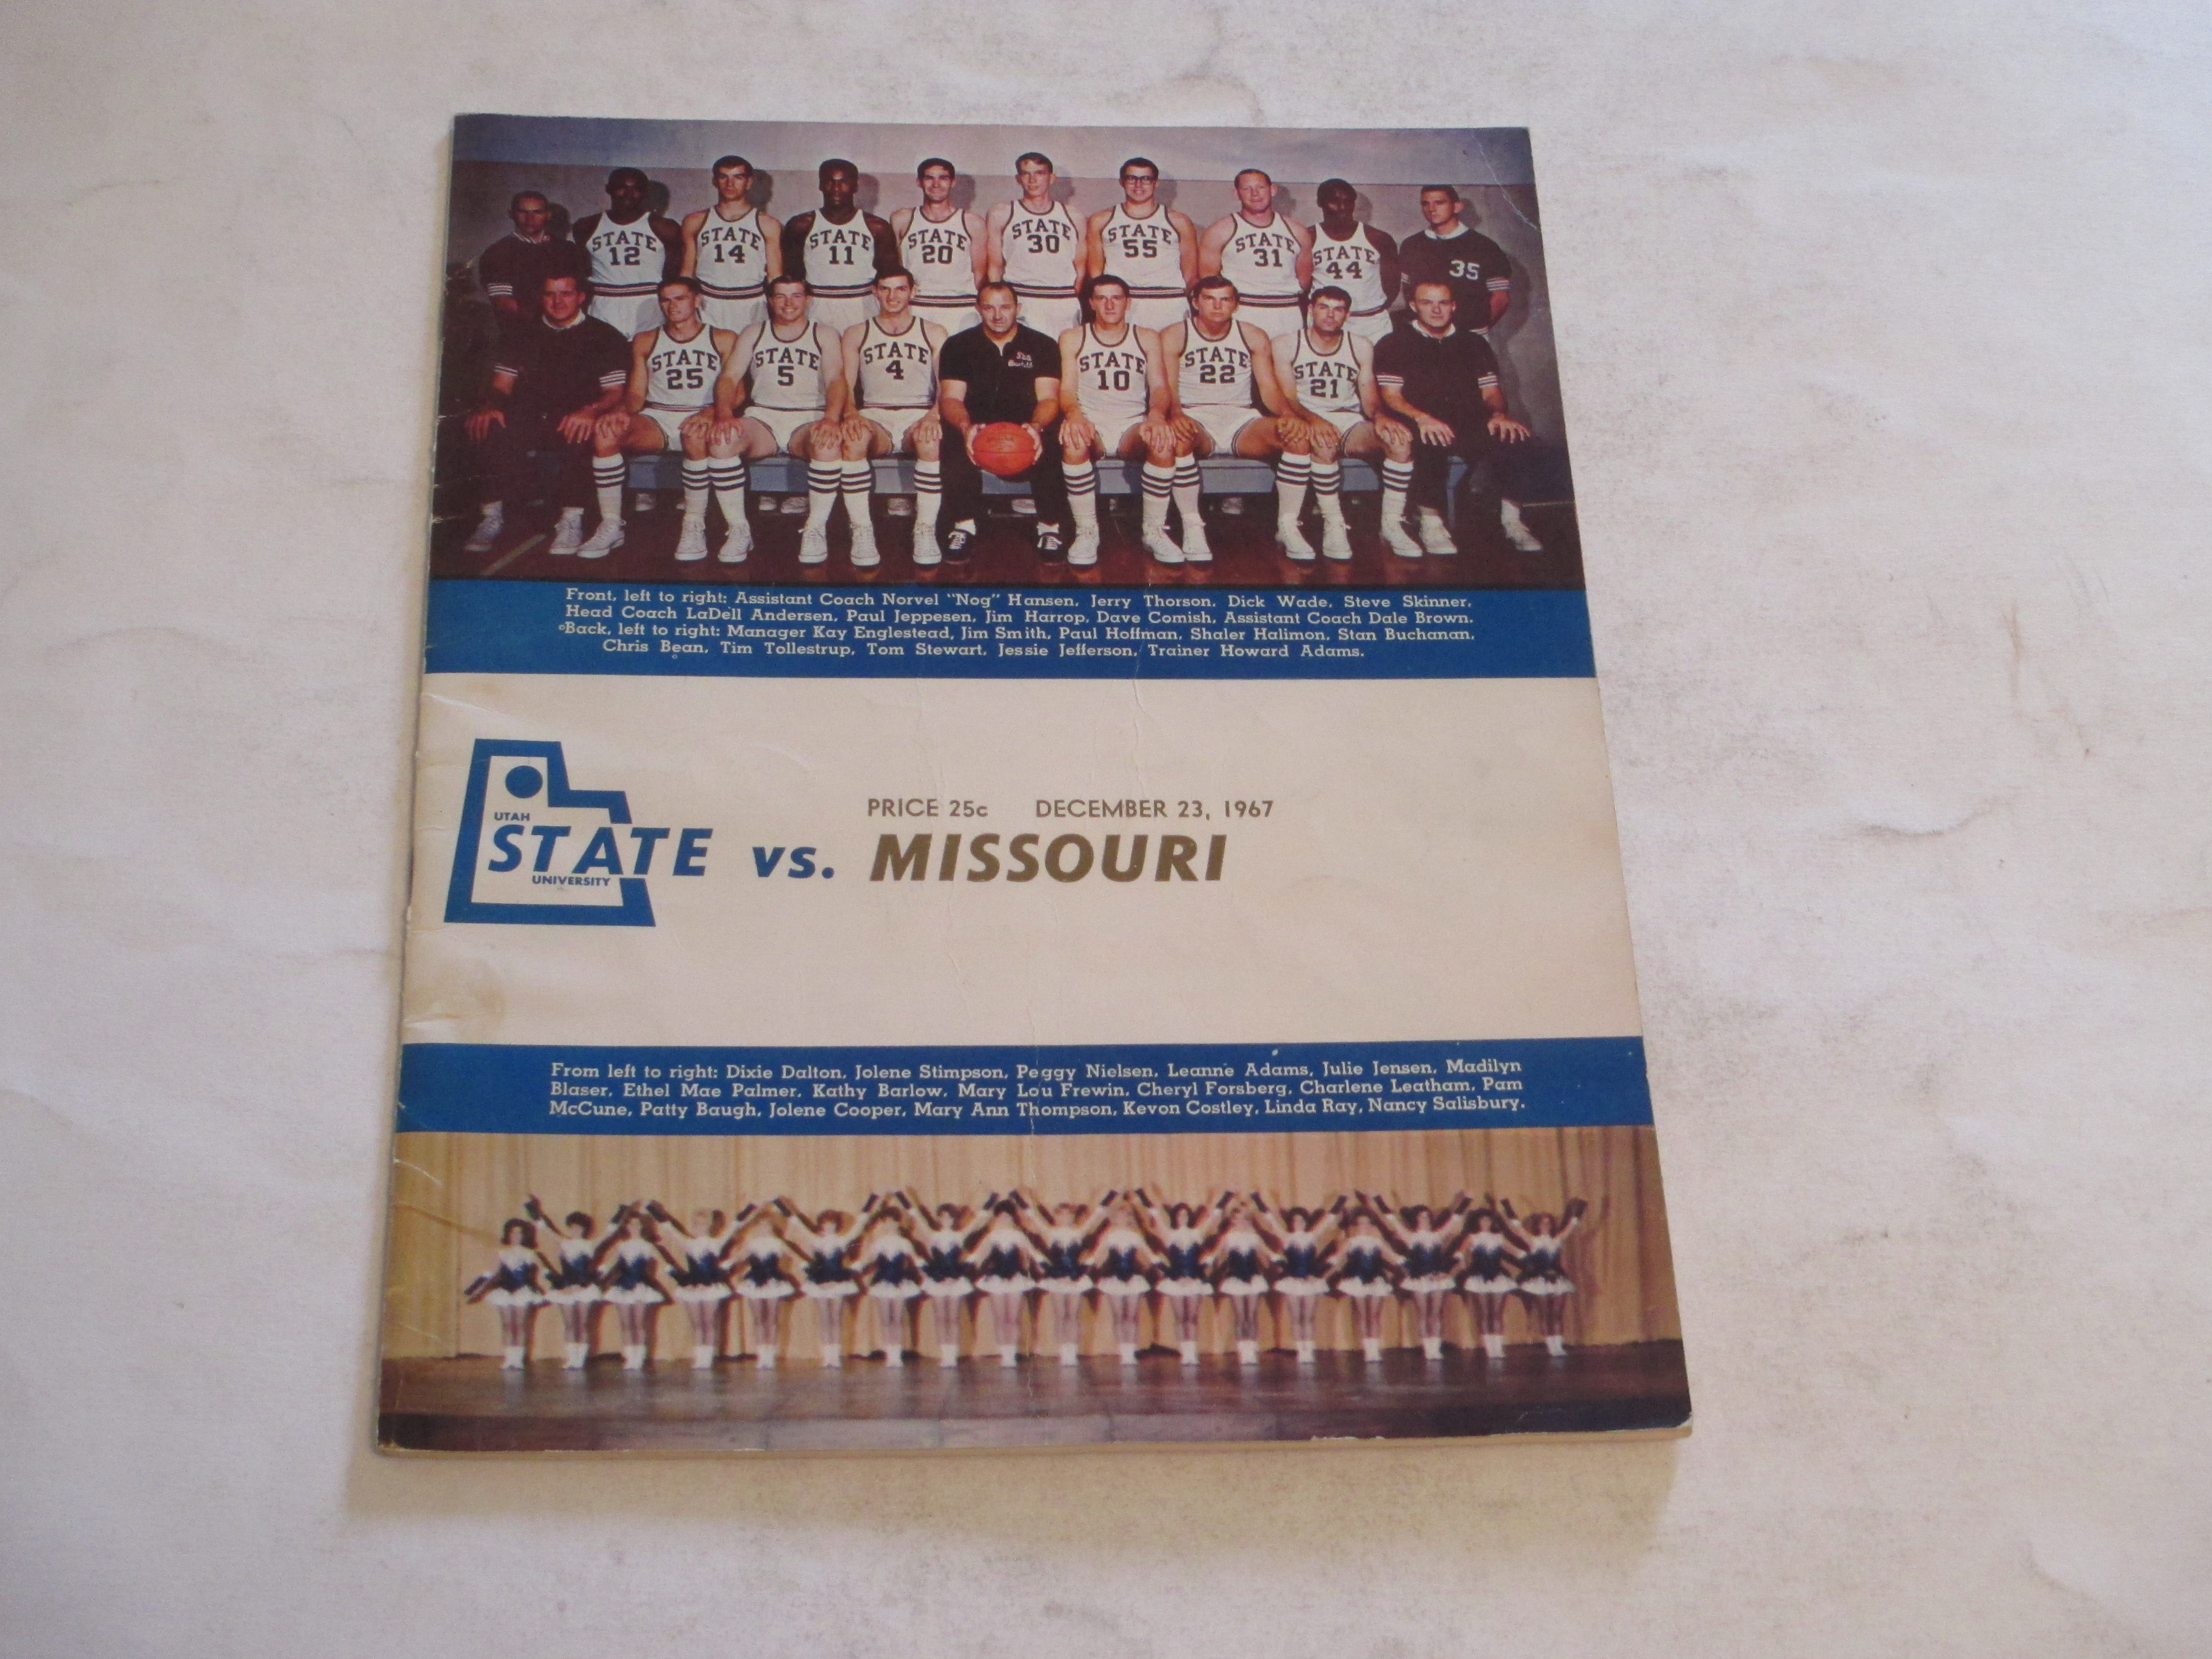 STATE 12
STATE 14
STATE 11
STATE 20
STATE 30
STATE 55
STATE 31
STATE 44
35
STATE 25
STATE 5
STATE 4
STATE 10
STATE 22
STATE 21
Front, left to right: Assistant Coach Norvel "Nog" Hansen, Jerry Thorson, Dick Wade, Steve Skinner,
Head Coach LaDell Andersen, Paul Jeppesen, Jim Harrop, Dave Comish, Assistant Coach Dale Brown.
Back, left to right: Manager Kay Englestead, Jim Smith, Paul Hoffman, Shaler Halimon, Stan Buchanan,
Chris Bean, Tim Tollestrup, Tom Stewart, Jessie Jefferson, Trainer Howard Adams.
PRICE 25c DECEMBER 23, 1967
UTAH
STATE vs. MISSOURI
UNIVERSITY
From left to right: Dixie Dalton, Jolene Stimpson, Peggy Nielsen, Leanne Adams, Julie Jensen, Madilyn
Blaser, Ethel Mae Palmer, Kathy Barlow, Mary Lou Frewin, Cheryl Forsberg, Charlene Leatham, Pam
McCune, Patty Baugh, Jolene Cooper, Mary Ann Thompson, Kevon Costley, Linda Ray, Nancy Salisbury.